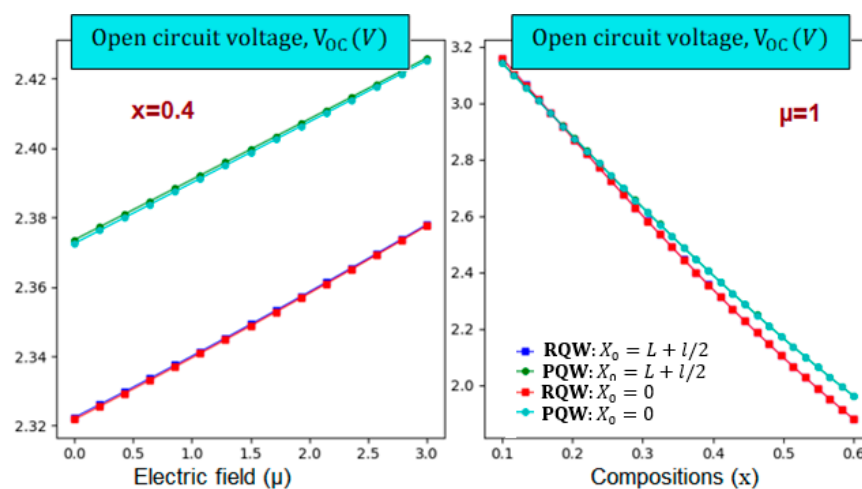 Open circuit voltage, V_OC (V)
x=0.4
2.42
2.40
2.38
2.36
2.34
2.32
0.0 0.5 1.0 1.5 2.0 2.5 3.0
Electric field (μ)
Open circuit voltage, V_OC (V)
μ=1
3.2
3.0
2.8
2.6
2.4
2.2
2.0
RQW: X₀ = L + l/2
PQW: X₀ = L + l/2
RQW: X₀ = 0
PQW: X₀ = 0
0.1 0.2 0.3 0.4 0.5 0.6
Compositions (x)